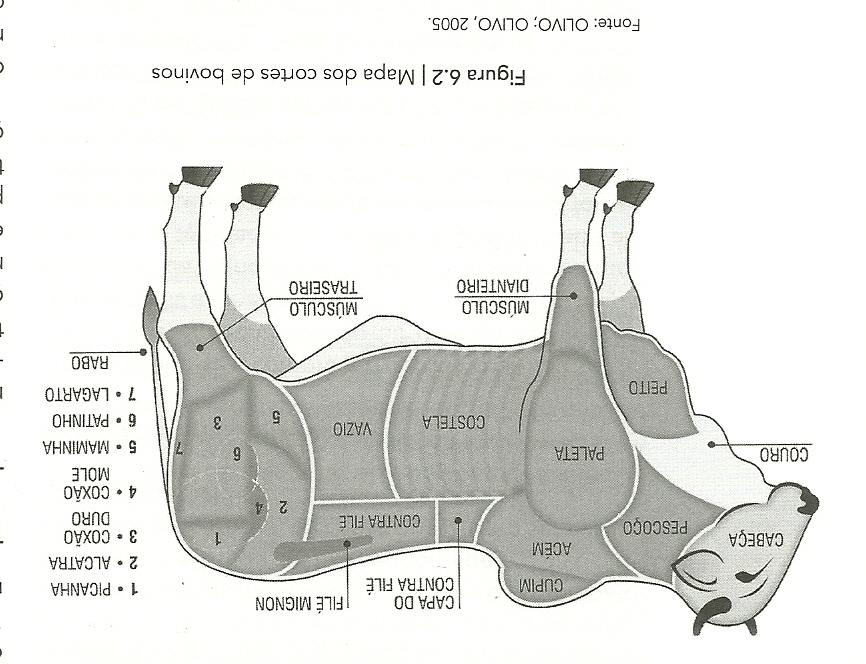 CAPA DO
CONTRA FILÉ
FILÉ MIGNON
1 • PICANHA
2 • ALCATRA
3 • COXÃO
DURO
4 • COXÃO
MOLE
5 • MAMINHA
6 • PATINHO
7 • LAGARTO
RABO
CUPIM
ACÉM
CABEÇA
PESCOÇO
CONTRA FILÉ
1
2
4
6
3
5
7
COURO
PALETA
COSTELA
VAZIO
PEITO
MÚSCULO
DIANTEIRO
MÚSCULO
TRASEIRO
Figura 6.2 | Mapa dos cortes de bovinos
Fonte: OLIVO; OLIVO, 2005.